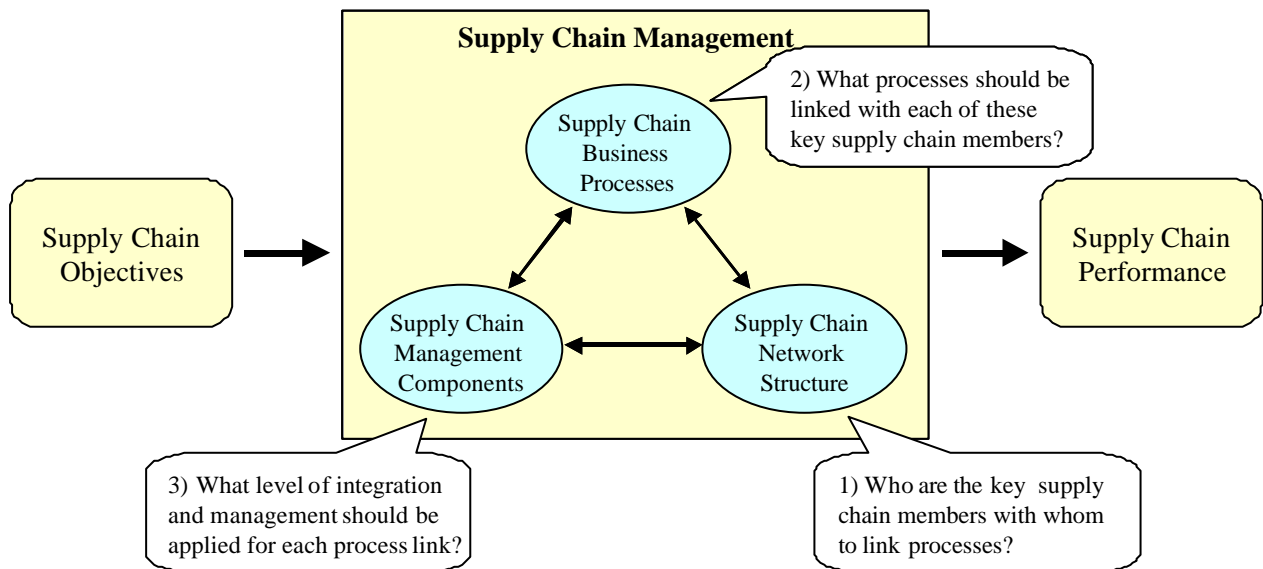 Supply Chain Management
2) What processes should be
linked with each of these
key supply chain members?
Supply Chain
Business
Processes
Supply Chain
Objectives
Supply Chain
Performance
Supply Chain
Management
Components
Supply Chain
Network
Structure
3) What level of integration
and management should be
applied for each process link?
1) Who are the key supply
chain members with whom
to link processes?